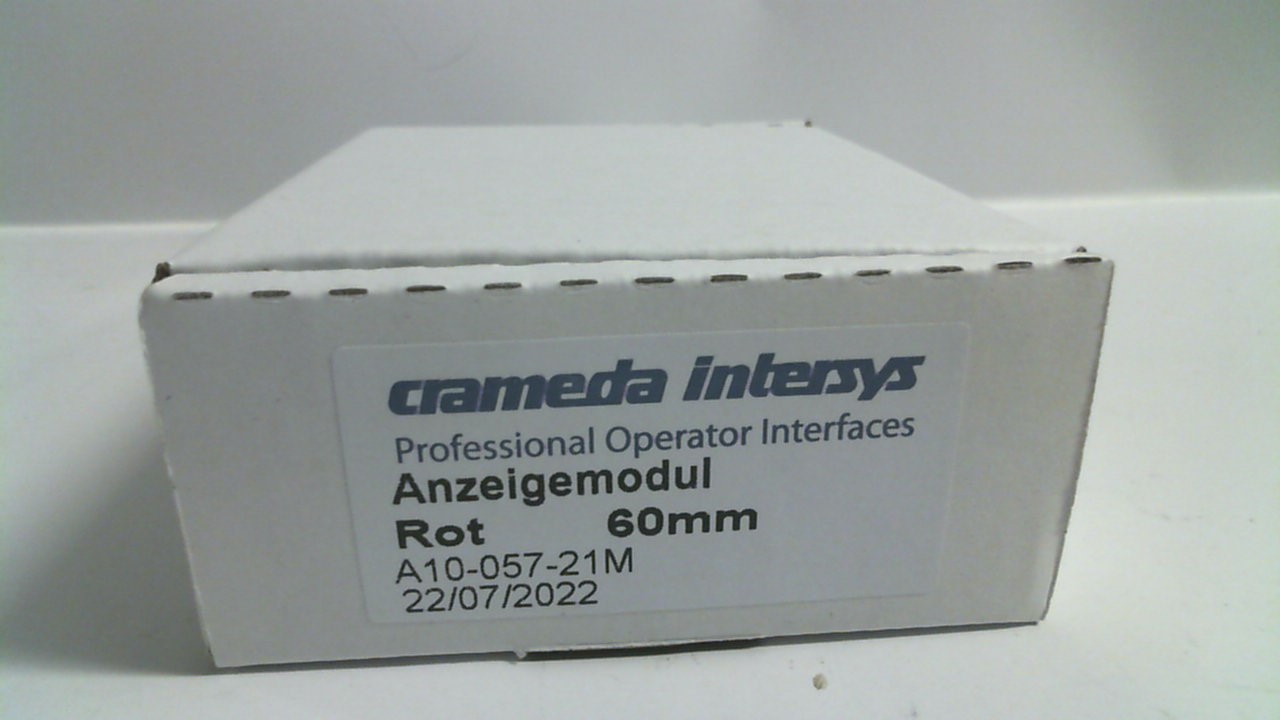 crameda intersys
Professional Operator Interfaces
Anzeigemodul
Rot 60mm
A10-057-21M
22/07/2022